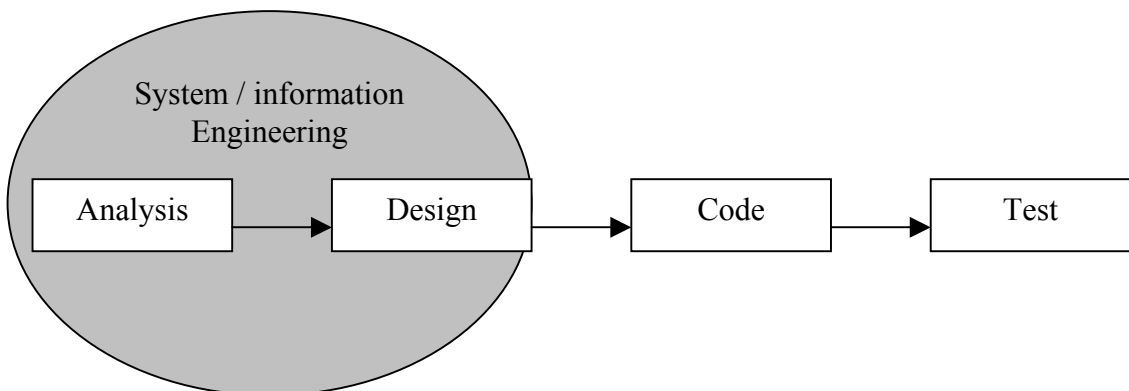 System / information
Engineering
Analysis
Design
Code
Test